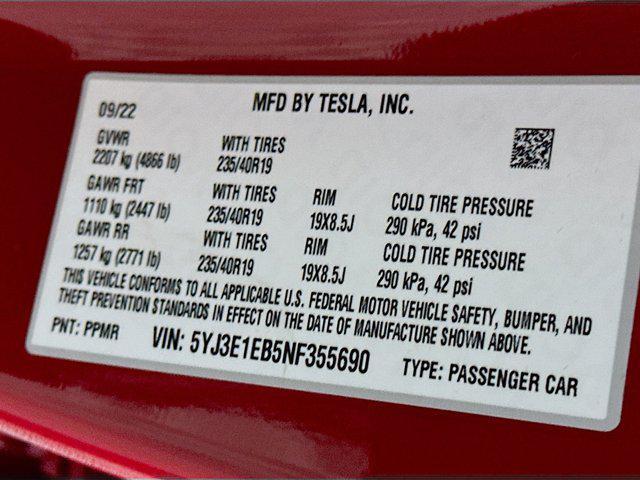 MFD BY TESLA, INC.
09/22
GVWR
2207 kg (4866 lb)
WITH TIRES
235/40R19
GAWR FRT
1110 kg (2447 lb)
WITH TIRES
235/40R19
RIM
19X8.5J
COLD TIRE PRESSURE
290 kPa, 42 psi
GAWR RR
1257 kg (2771 lb)
WITH TIRES
235/40R19
RIM
19X8.5J
COLD TIRE PRESSURE
290 kPa, 42 psi
THIS VEHICLE CONFORMS TO ALL APPLICABLE U.S. FEDERAL MOTOR VEHICLE SAFETY, BUMPER, AND
THEFT PREVENTION STANDARDS IN EFFECT ON THE DATE OF MANUFACTURE SHOWN ABOVE.
PNT: PPMR VIN: 5YJ3E1EB5NF355690 TYPE: PASSENGER CAR